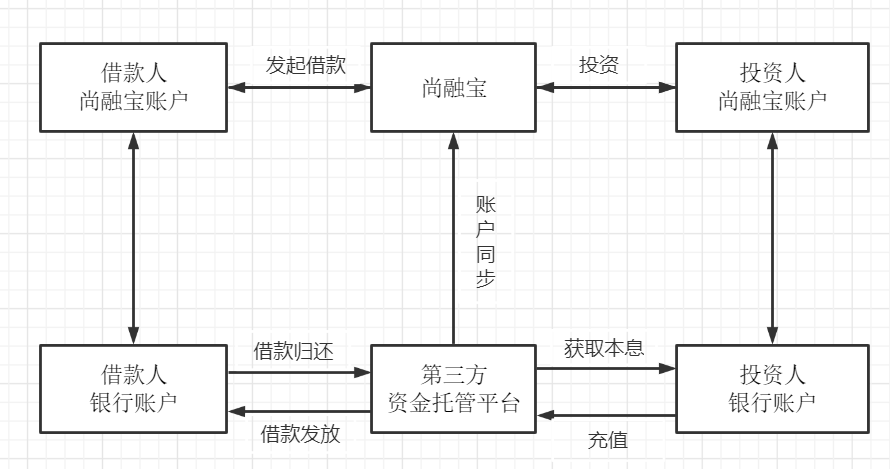 借款人
尚融宝账户
发起借款
尚融宝
投资
投资人
尚融宝账户
账
户
同
步
借款人
银行账户
借款归还
借款发放
第三方
资金托管平台
获取本息
充值
投资人
银行账户